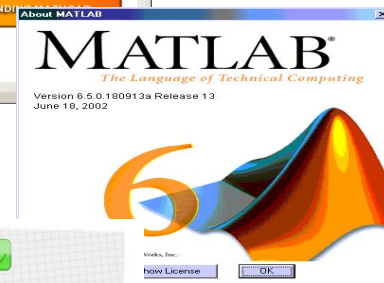 About MATLAB
MATLAB®
The Language of Technical Computing
Version 6.5.0.180913a Release 13
June 18, 2002
6
Works, Inc.
how License
OK